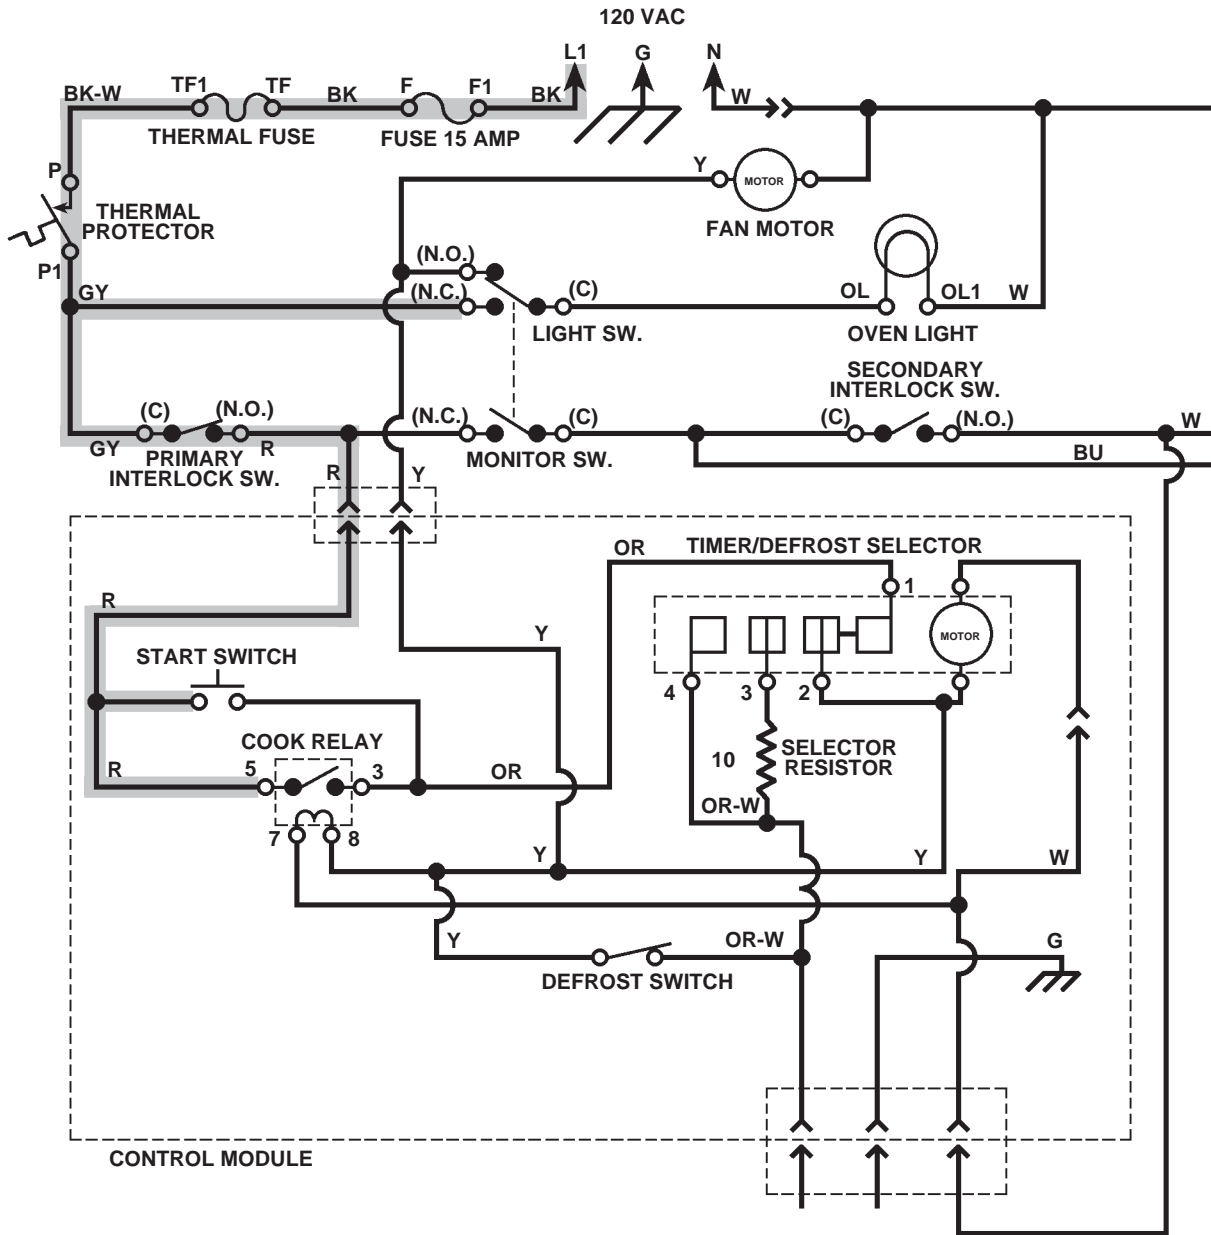 120 VAC
L1 G N
BK-W TF1 TF BK F F1 BK W
THERMAL FUSE FUSE 15 AMP
P Y MOTOR
THERMAL
PROTECTOR
FAN MOTOR
P1 (N.O.)
GY (N.C.) (C) OL OL1 W
LIGHT SW. OVEN LIGHT
SECONDARY
INTERLOCK SW.
(C) (N.O.) (N.C.) (C) (C) (N.O.) W
GY PRIMARY R MONITOR SW. BU
INTERLOCK SW. R Y
OR TIMER/DEFROST SELECTOR
1
R
Y MOTOR
START SWITCH
4 3 2
COOK RELAY
R 5 3 OR 10 SELECTOR
RESISTOR
OR-W
7 8 Y Y W
Y OR-W G
DEFROST SWITCH
CONTROL MODULE